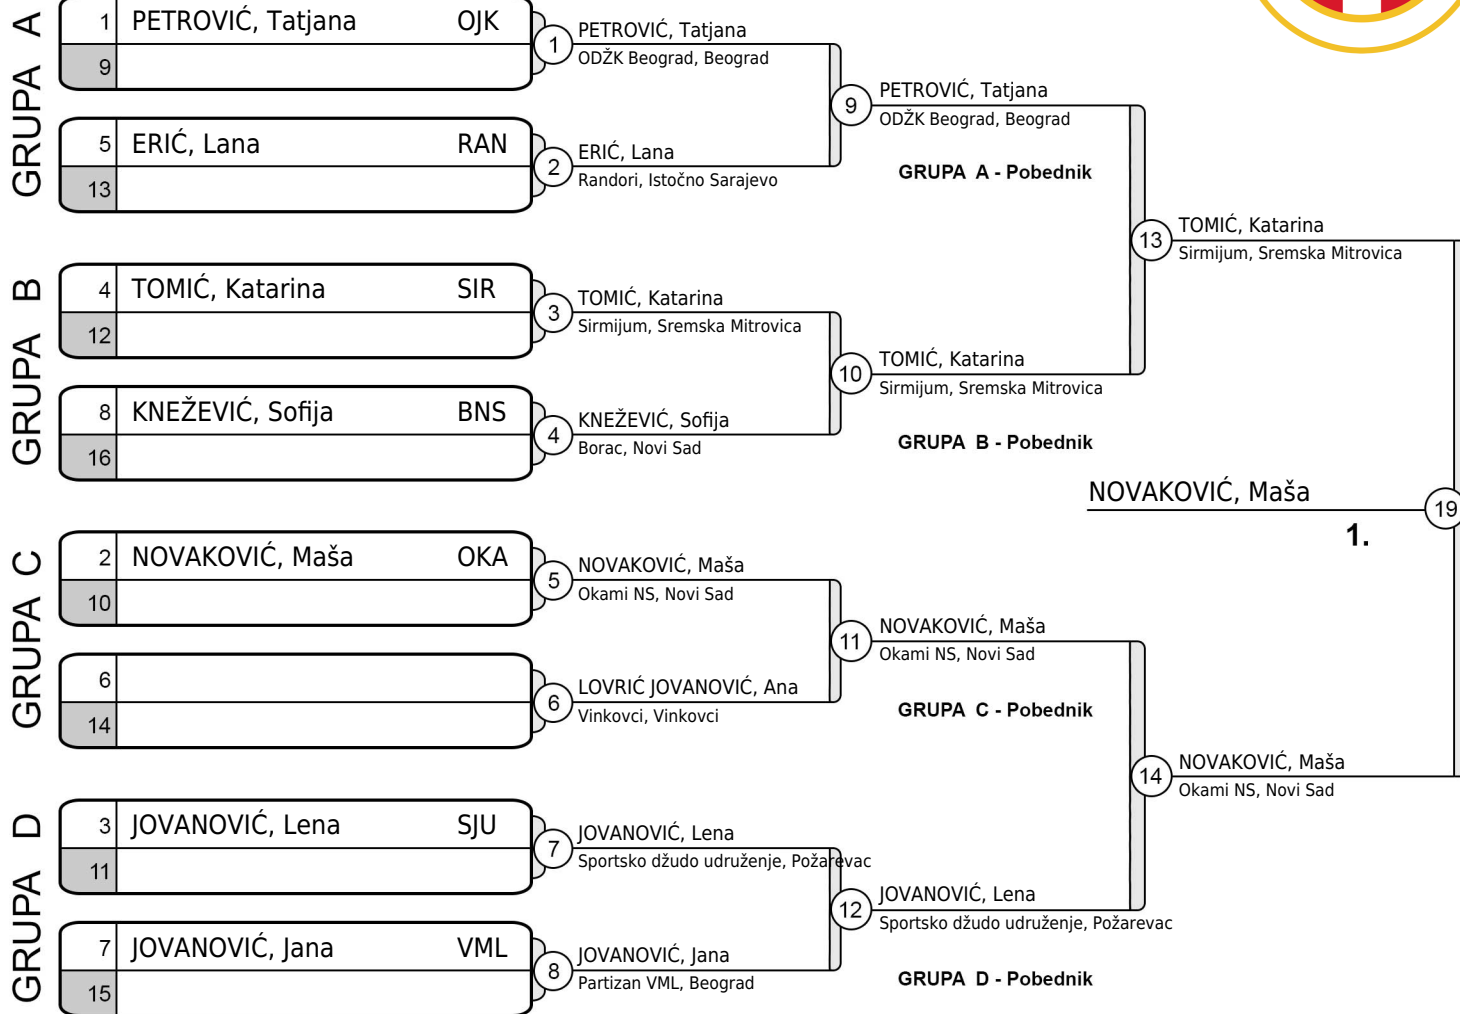 GRUPA A
1 PETROVIĆ, Tatjana OJK
9
5 ERIĆ, Lana RAN
13
GRUPA B
4 TOMIĆ, Katarina SIR
12
8 KNEŽEVIĆ, Sofija BNS
16
GRUPA C
2 NOVAKOVIĆ, Maša OKA
10
6
14
GRUPA D
3 JOVANOVIĆ, Lena SJU
11
7 JOVANOVIĆ, Jana VML
15
1 PETROVIĆ, Tatjana
ODŽK Beograd, Beograd
2 ERIĆ, Lana
Randori, Istočno Sarajevo
3 TOMIĆ, Katarina
Sirmijum, Sremska Mitrovica
4 KNEŽEVIĆ, Sofija
Borac, Novi Sad
5 NOVAKOVIĆ, Maša
Okami NS, Novi Sad
6 LOVRIĆ JOVANOVIĆ, Ana
Vinkovci, Vinkovci
7 JOVANOVIĆ, Lena
Sportsko džudo udruženje, Požarevac
8 JOVANOVIĆ, Jana
Partizan VML, Beograd
9 PETROVIĆ, Tatjana
ODŽK Beograd, Beograd
GRUPA A - Pobednik
10 TOMIĆ, Katarina
Sirmijum, Sremska Mitrovica
GRUPA B - Pobednik
11 NOVAKOVIĆ, Maša
Okami NS, Novi Sad
GRUPA C - Pobednik
12 JOVANOVIĆ, Lena
Sportsko džudo udruženje, Požarevac
GRUPA D - Pobednik
13 TOMIĆ, Katarina
Sirmijum, Sremska Mitrovica
14 NOVAKOVIĆ, Maša
Okami NS, Novi Sad
NOVAKOVIĆ, Maša 19
1.